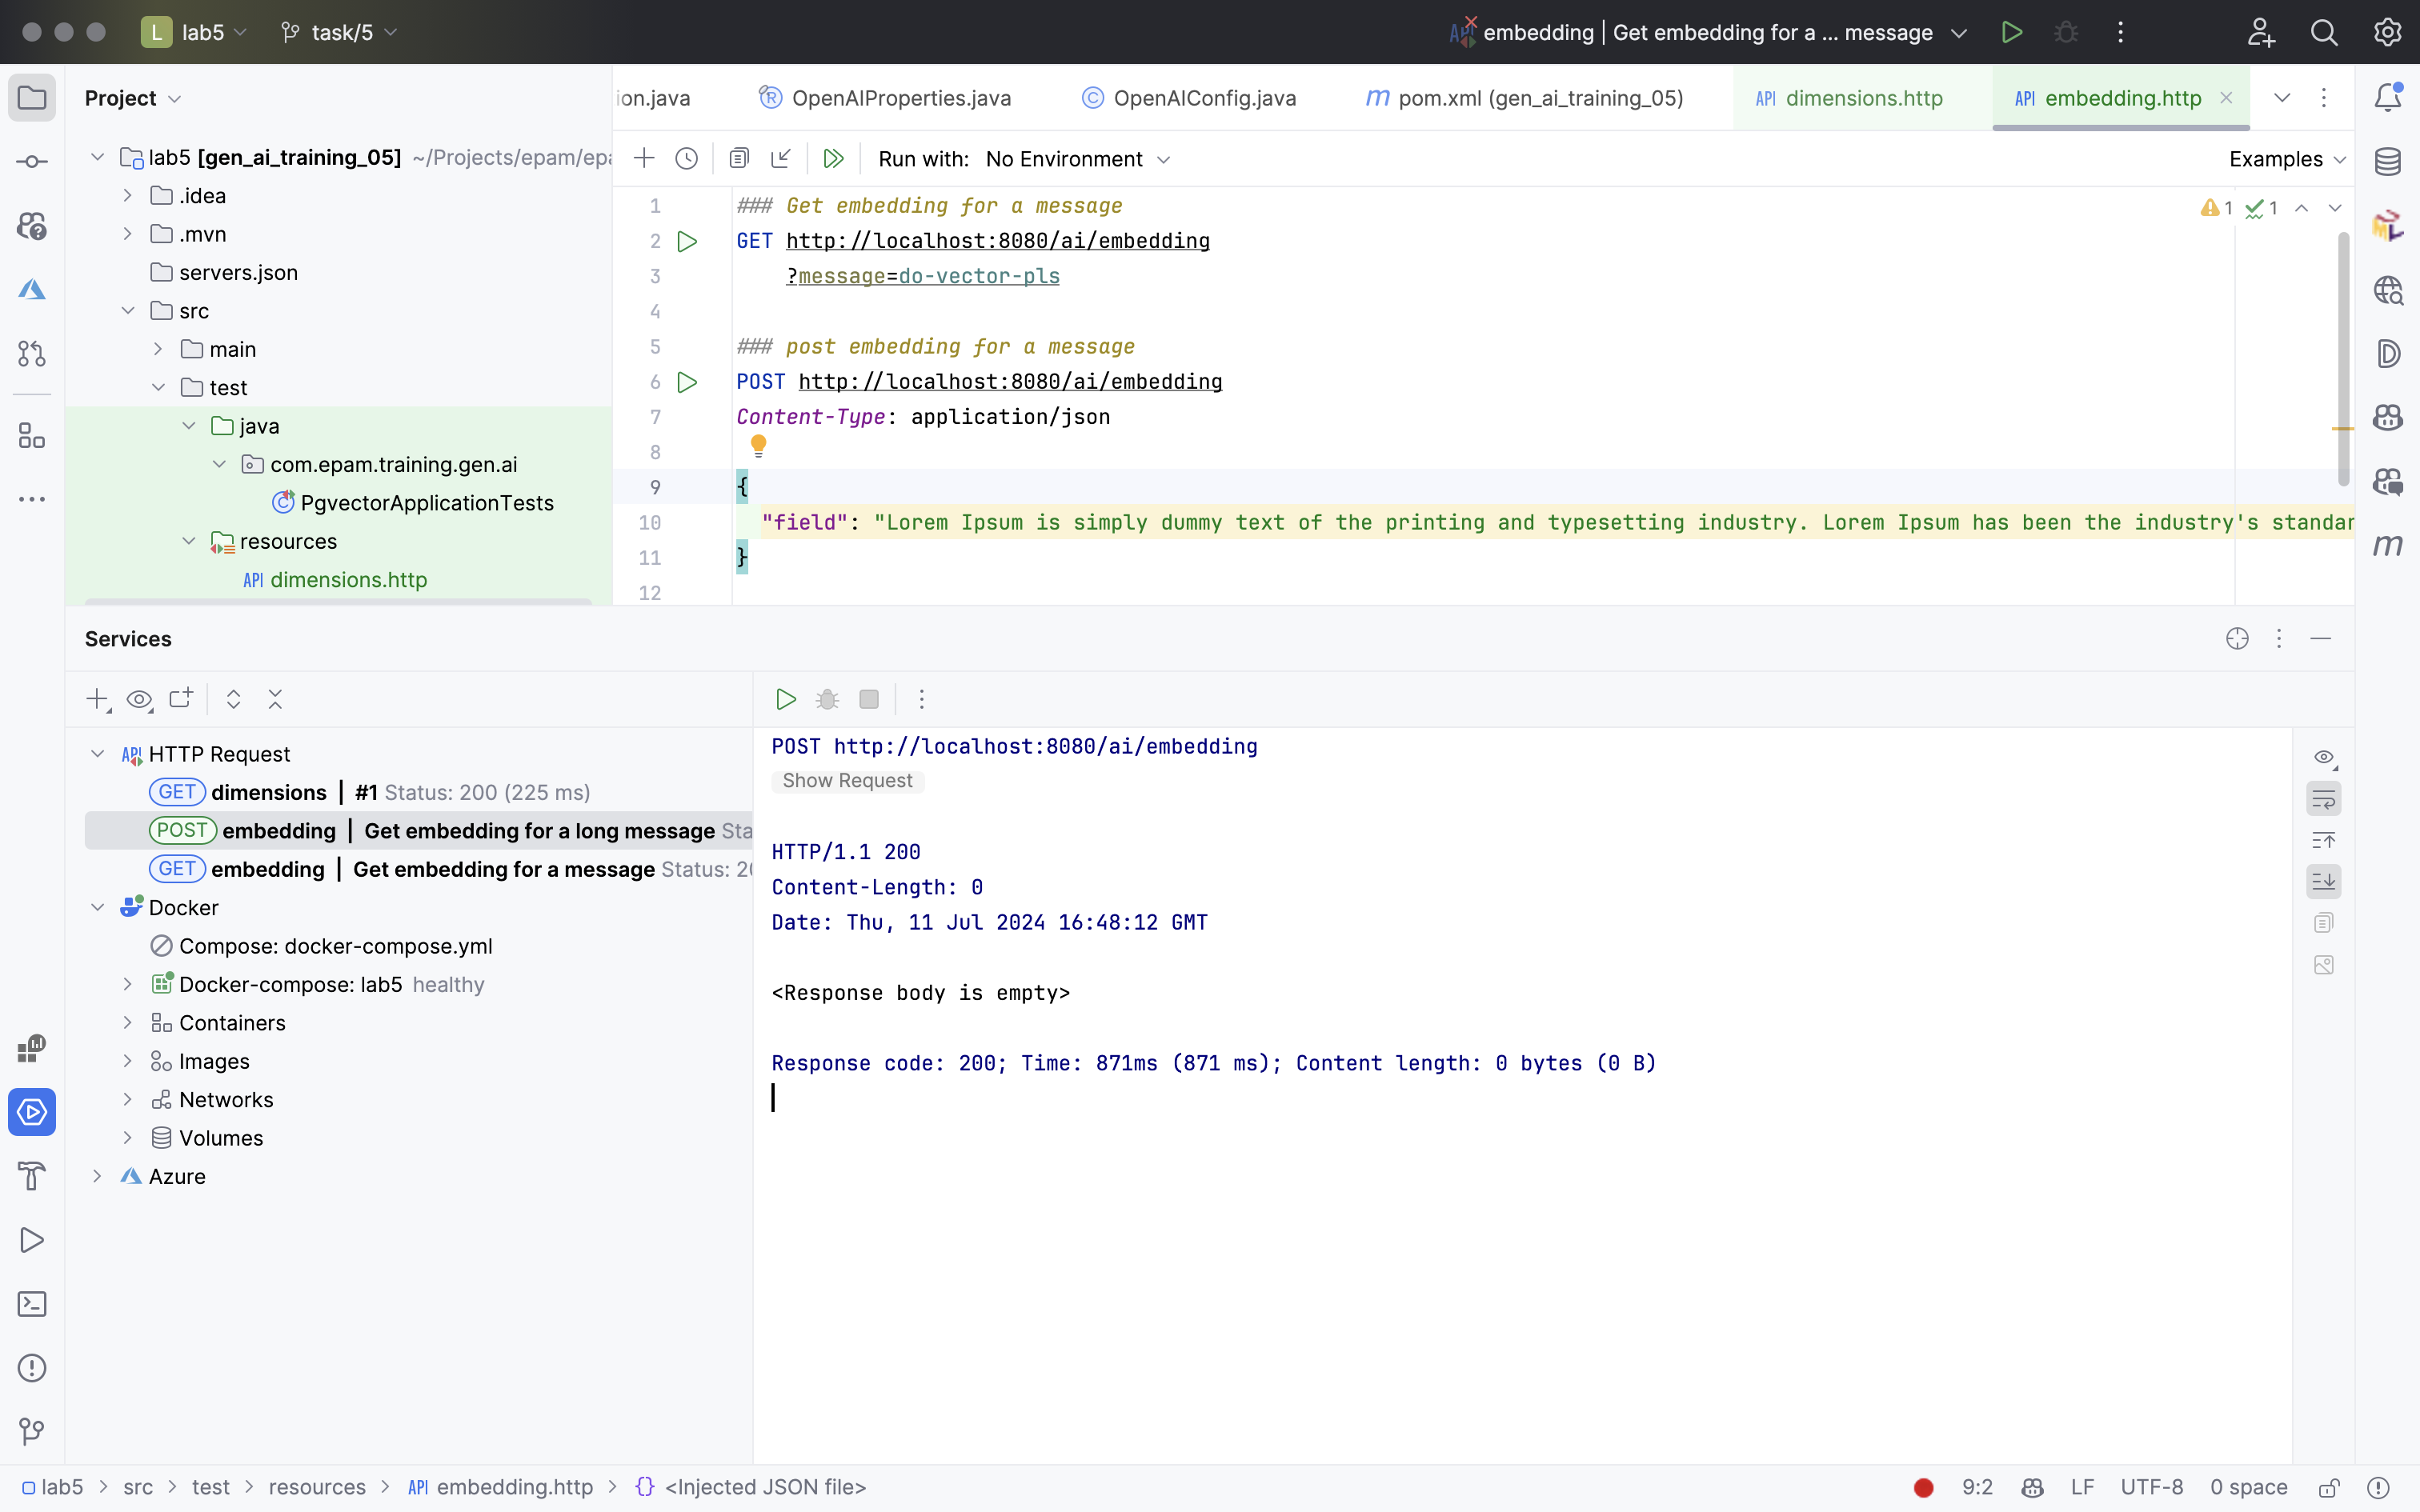 L lab5 task/5 embedding | Get embedding for a ... message
Project
ion.java OpenAIProperties.java OpenAIConfig.java pom.xml (gen_ai_training_05) API dimensions.http API embedding.http
lab5 [gen_ai_training_05] ~/Projects/epam/epa
.idea
.mvn
servers.json
src
main
test
java
com.epam.training.gen.ai
PgvectorApplicationTests
resources
API dimensions.http
Run with: No Environment Examples
1 ### Get embedding for a message
1 1
2 GET http://localhost:8080/ai/embedding
3 ?message=do-vector-pls
4
5 ### post embedding for a message
6 POST http://localhost:8080/ai/embedding
7 Content-Type: application/json
8
9 {
10 "field": "Lorem Ipsum is simply dummy text of the printing and typesetting industry. Lorem Ipsum has been the industry's standar
11 }
12
Services
API HTTP Request
GET dimensions | #1 Status: 200 (225 ms)
POST embedding | Get embedding for a long message Sta
GET embedding | Get embedding for a message Status: 20
Docker
Compose: docker-compose.yml
Docker-compose: lab5 healthy
Containers
Images
Networks
Volumes
Azure
POST http://localhost:8080/ai/embedding
Show Request
HTTP/1.1 200
Content-Length: 0
Date: Thu, 11 Jul 2024 16:48:12 GMT
<Response body is empty>
Response code: 200; Time: 871ms (871 ms); Content length: 0 bytes (0 B)
lab5 > src > test > resources > API embedding.http > {} <Injected JSON file>
9:2 LF UTF-8 0 space